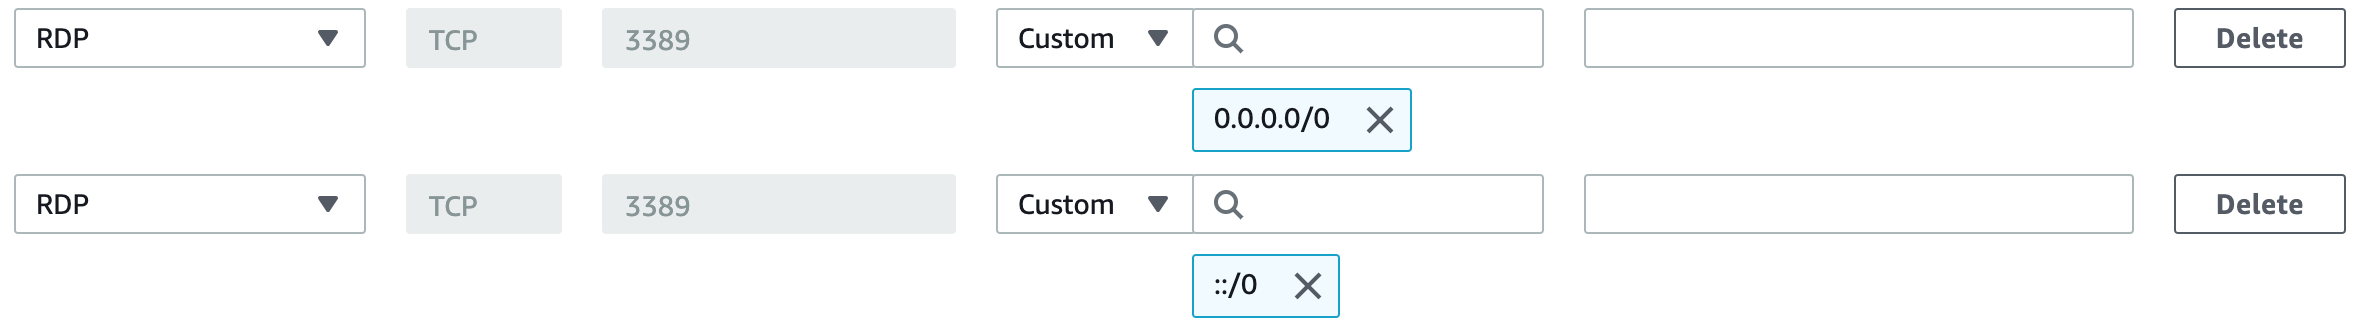 RDP TCP 3389 Custom Delete
0.0.0.0/0
RDP TCP 3389 Custom Delete
::/0